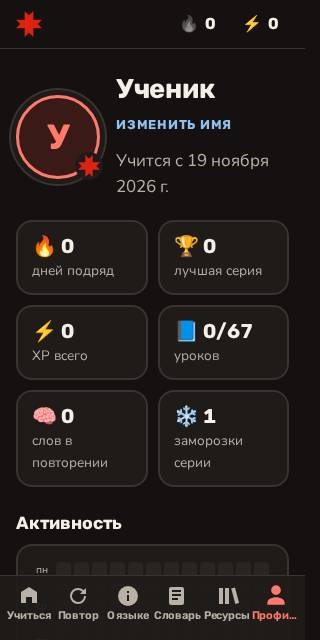 0 0
Ученик
ИЗМЕНИТЬ ИМЯ
У
Учится с 19 ноября
2026 г.
0
дней подряд
0
лучшая серия
0
XP всего
0/67
уроков
0
слов в
повторении
1
заморозки
серии
Активность
пн
Учиться Повтор О языке Словарь Ресурсы Профи...